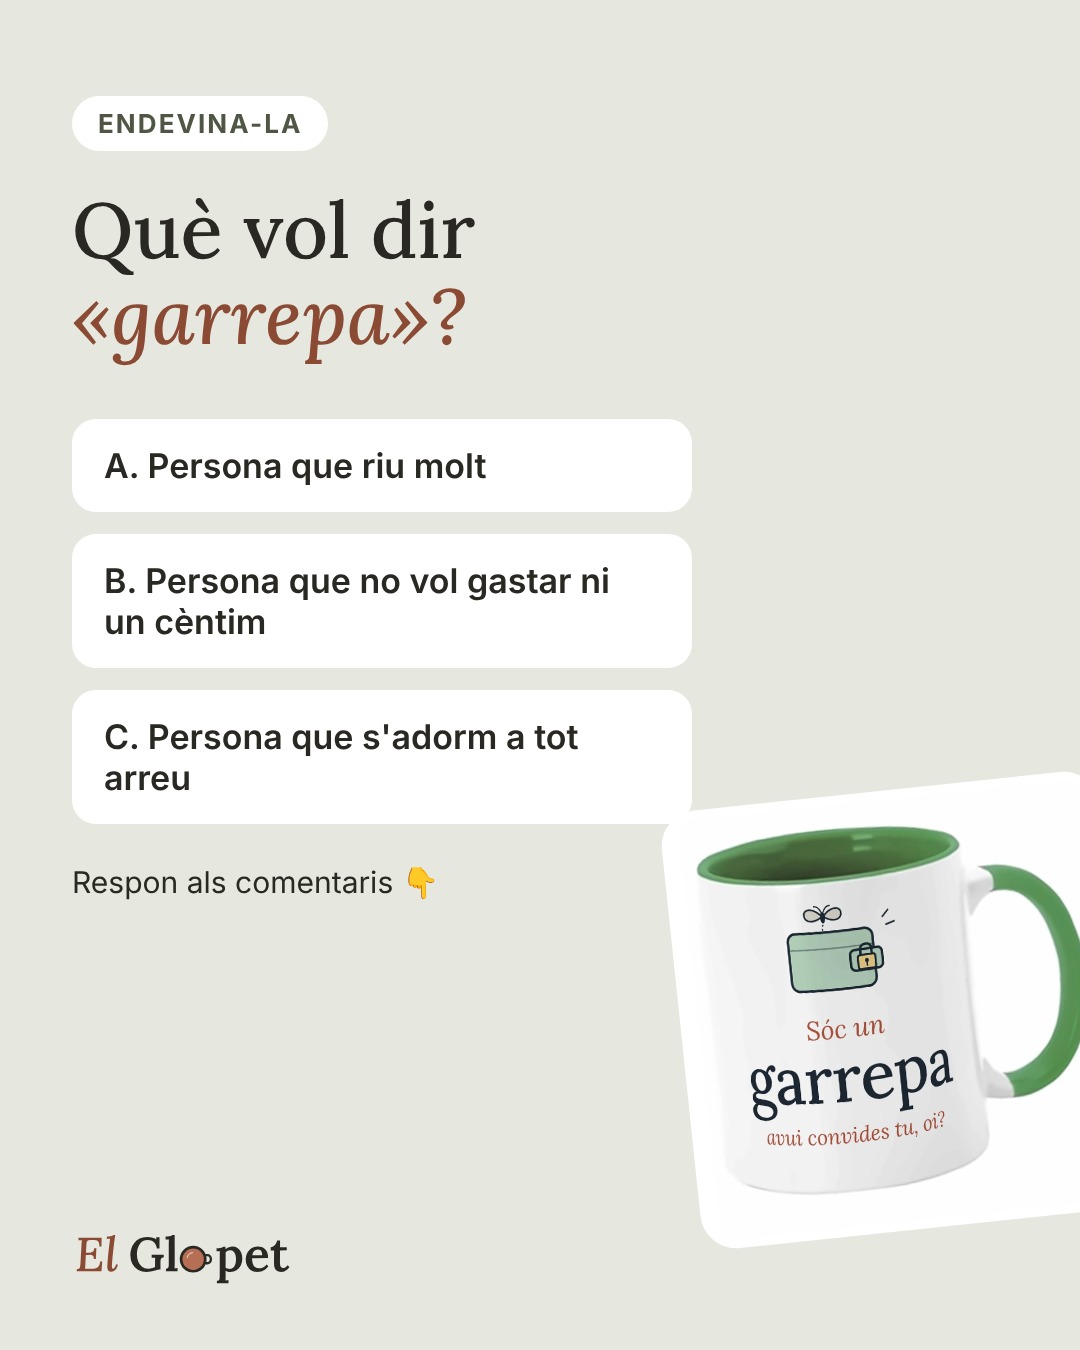 ENDEVINA-LA
Què vol dir
«garrepa»?
A. Persona que riu molt
B. Persona que no vol gastar ni
un cèntim
C. Persona que s'adorm a tot
arreu
Respon als comentaris 👇
Sóc un
garrepa
avui convides tu, oi?
El Glopet